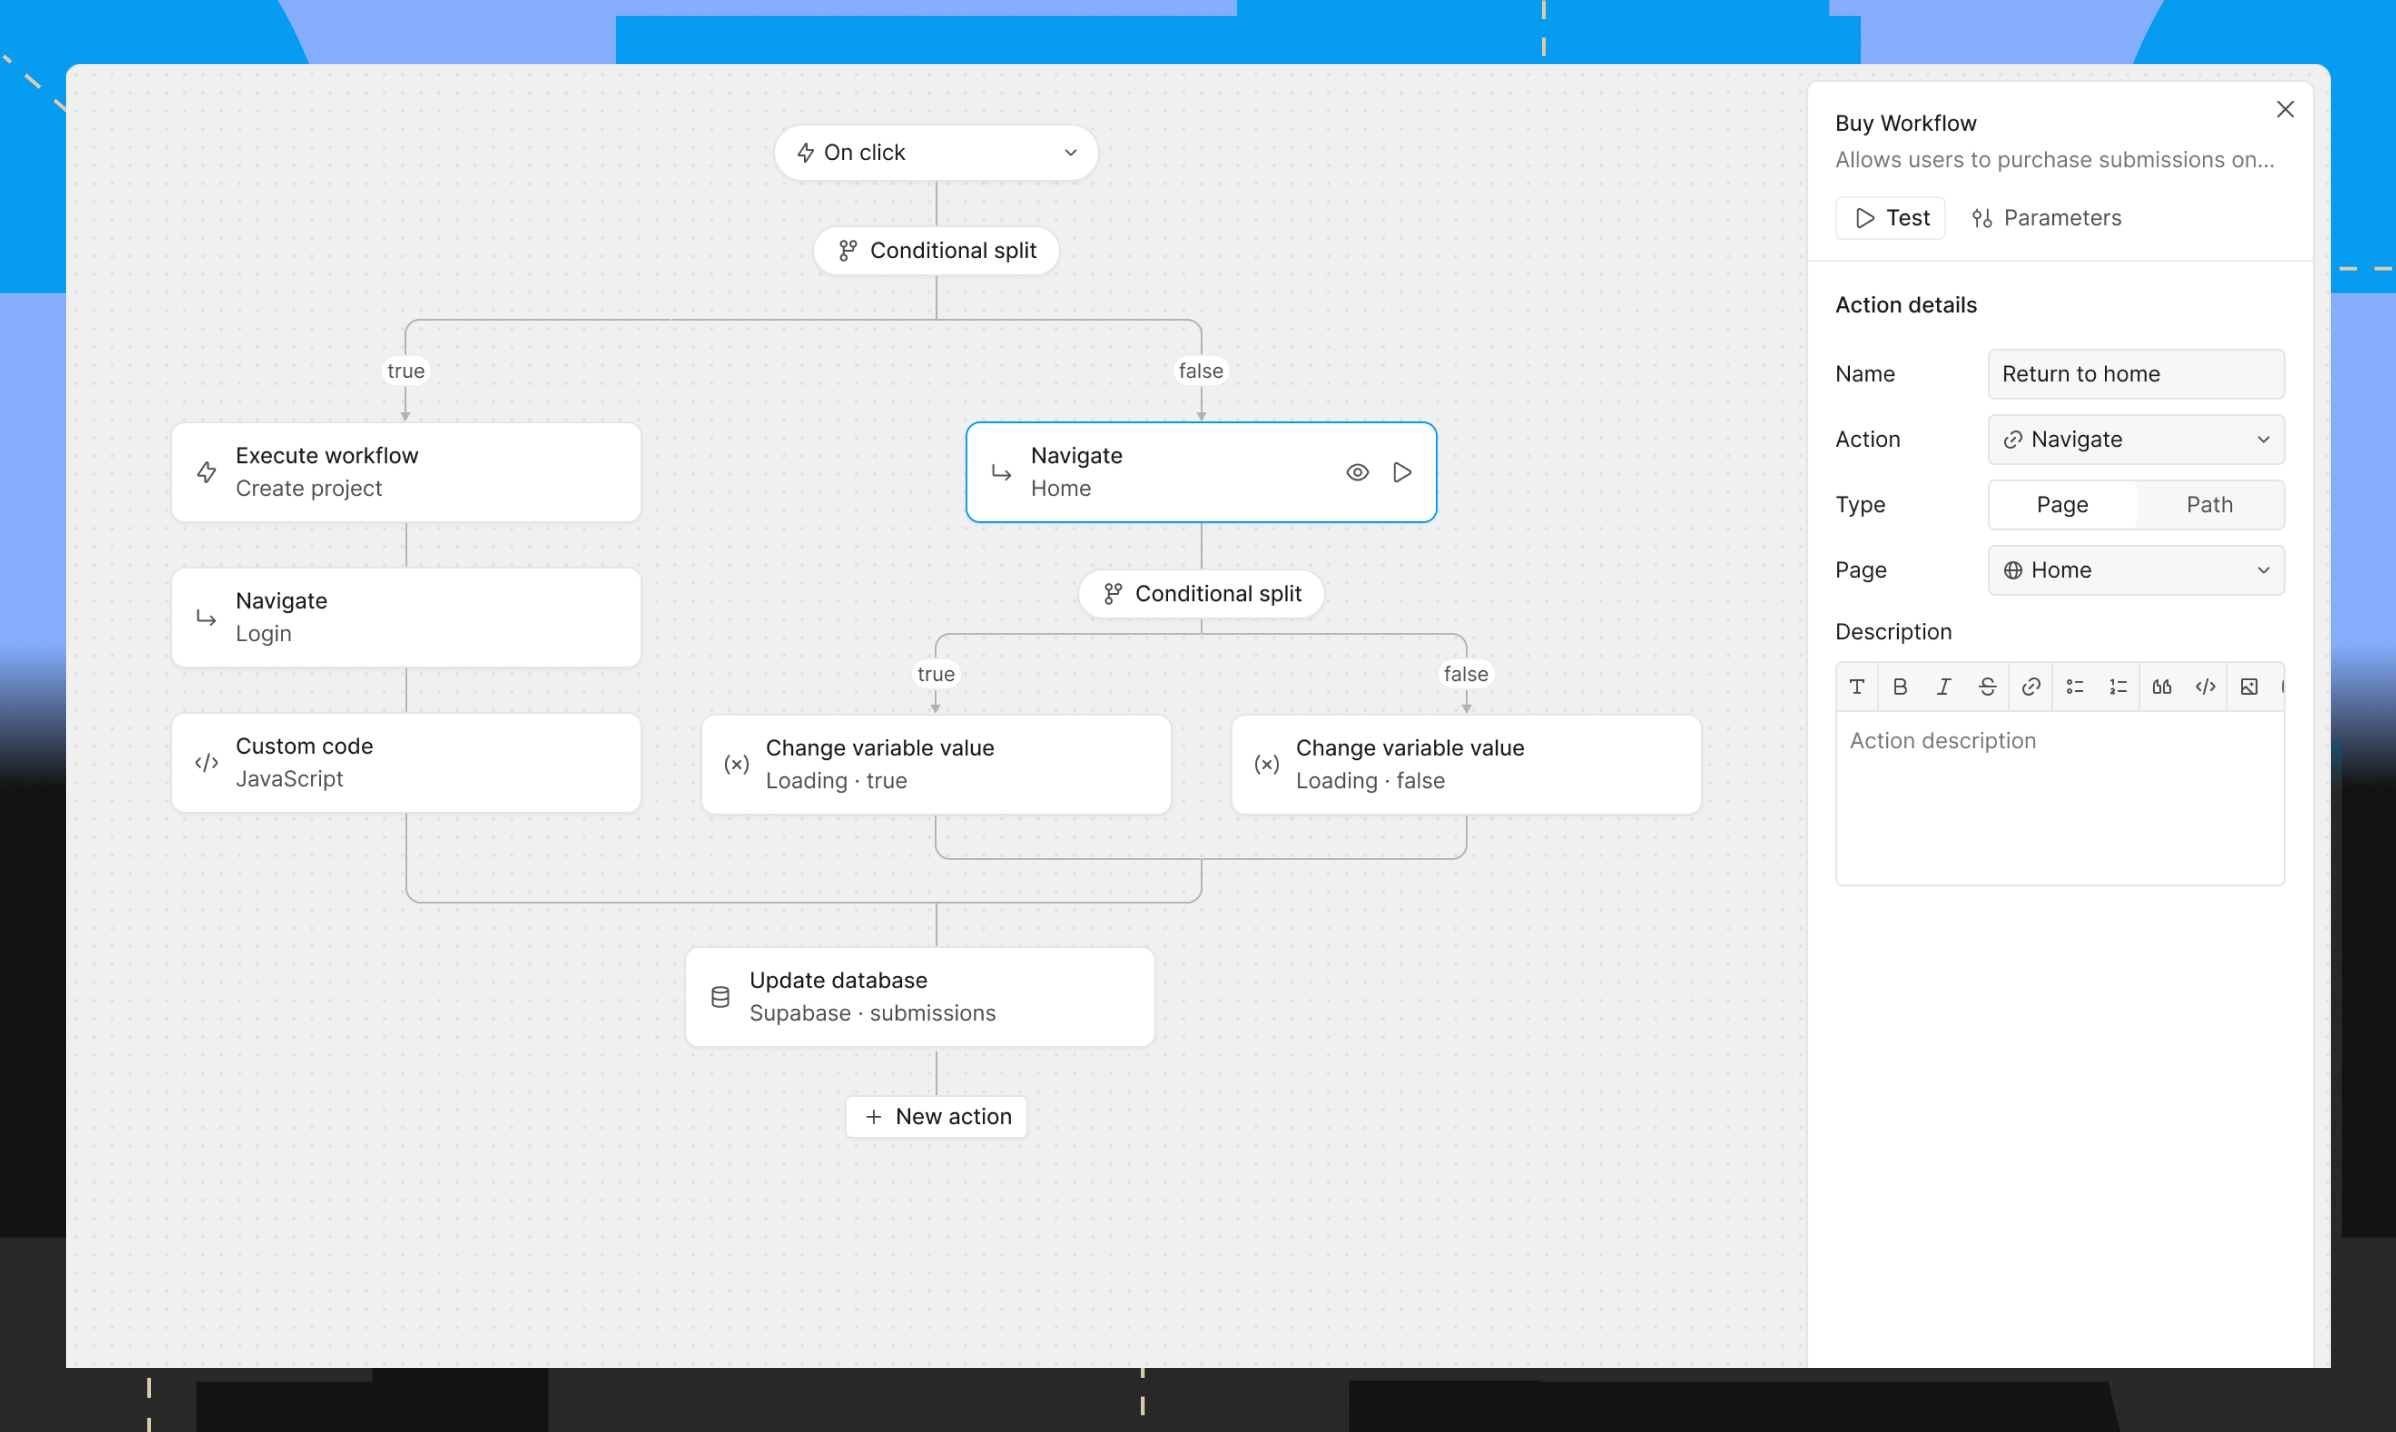 On click
Conditional split
true
false
Execute workflow
Create project
Navigate
Home
Navigate
Login
Conditional split
true
false
Custom code
JavaScript
Change variable value
Loading · true
Change variable value
Loading · false
Update database
Supabase · submissions
New action
Buy Workflow
Allows users to purchase submissions on...
Test
Parameters
Action details
Name
Return to home
Action
Navigate
Type
Page
Path
Page
Home
Description
Action description